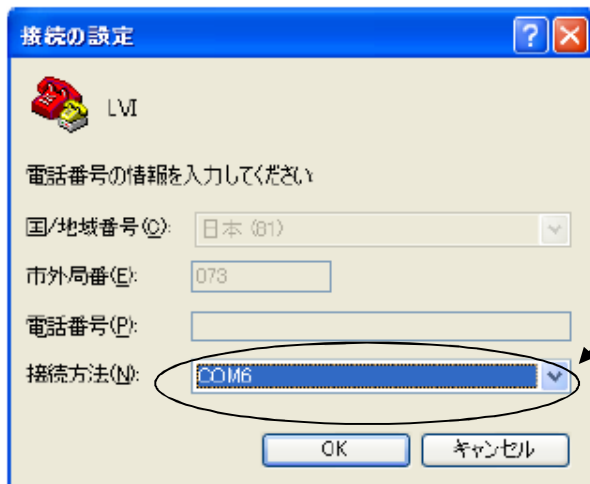 接続の設定
LVI
電話番号の情報を入力してください
国/地域番号(C): 日本 (81)
市外局番(E): 073
電話番号(P):
接続方法(N): COM6
OK キャンセル